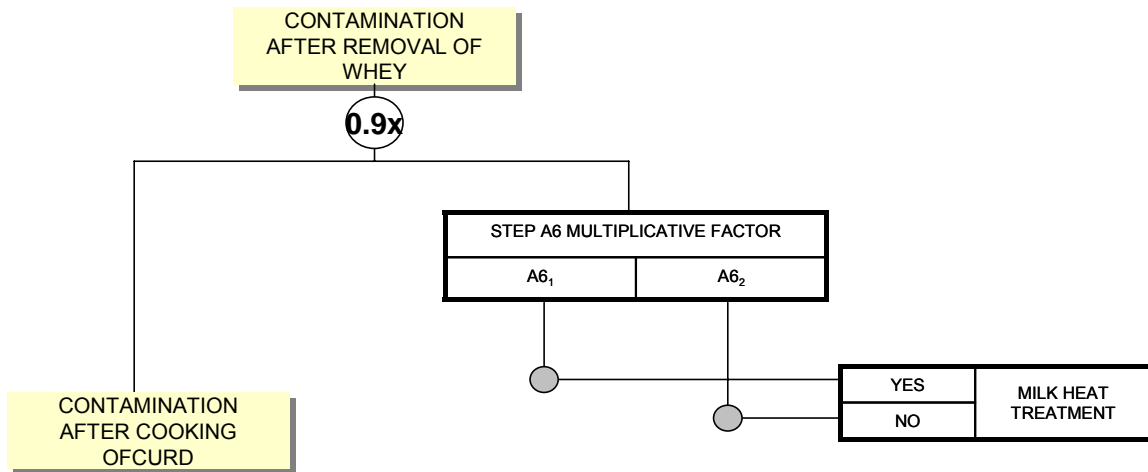 CONTAMINATION
AFTER REMOVAL OF
WHEY
0.9x
STEP A6 MULTIPLICATIVE FACTOR
A6₁ A6₂
YES
MILK HEAT
TREATMENT
NO
CONTAMINATION
AFTER COOKING
OFCURD